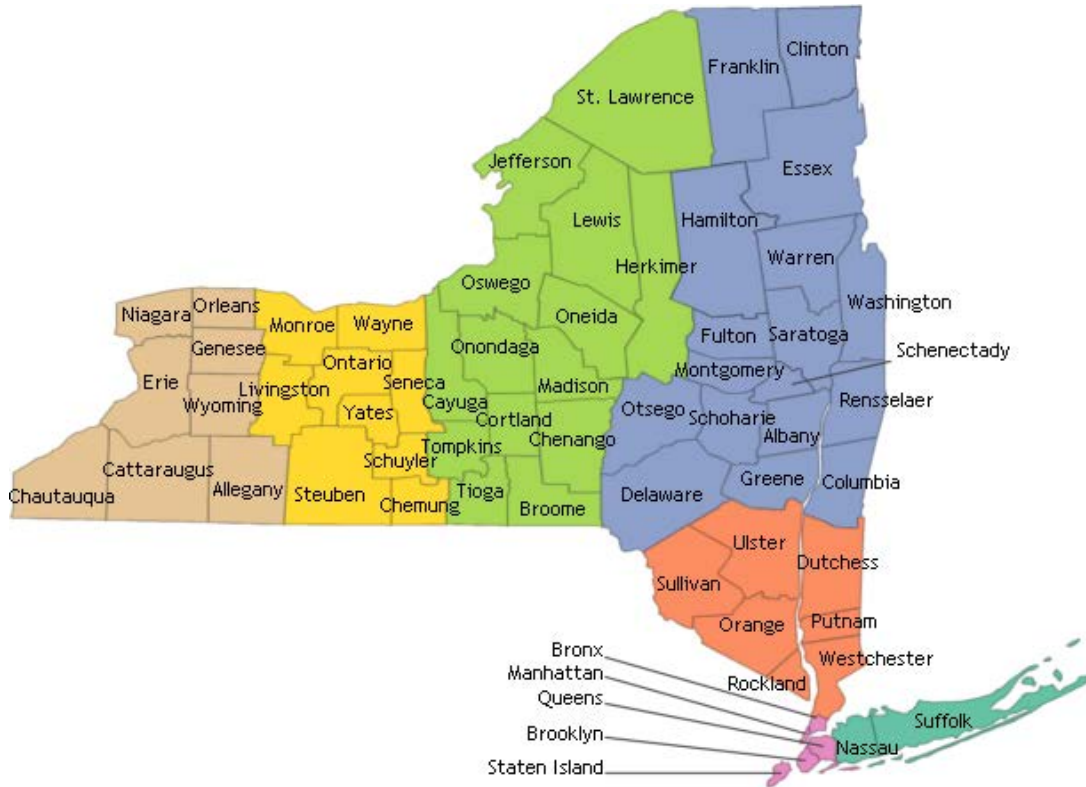 Clinton
Franklin
St. Lawrence
Jefferson
Essex
Lewis
Hamilton
Warren
Herkimer
Oswego
Washington
Orleans
Niagara
Monroe
Wayne
Oneida
Fulton
Saratoga
Genesee
Onondaga
Schenectady
Ontario
Montgomery
Erie
Livingston
Seneca
Madison
Wyoming
Cayuga
Rensselaer
Yates
Cortland
Otsego
Schoharie
Albany
Tompkins
Chenango
Schuyler
Cattaraugus
Greene
Columbia
Chautauqua
Allegany
Steuben
Tioga
Delaware
Chemung
Broome
Ulster
Dutchess
Sullivan
Orange
Putnam
Bronx
Westchester
Manhattan
Rockland
Queens
Suffolk
Brooklyn
Nassau
Staten Island